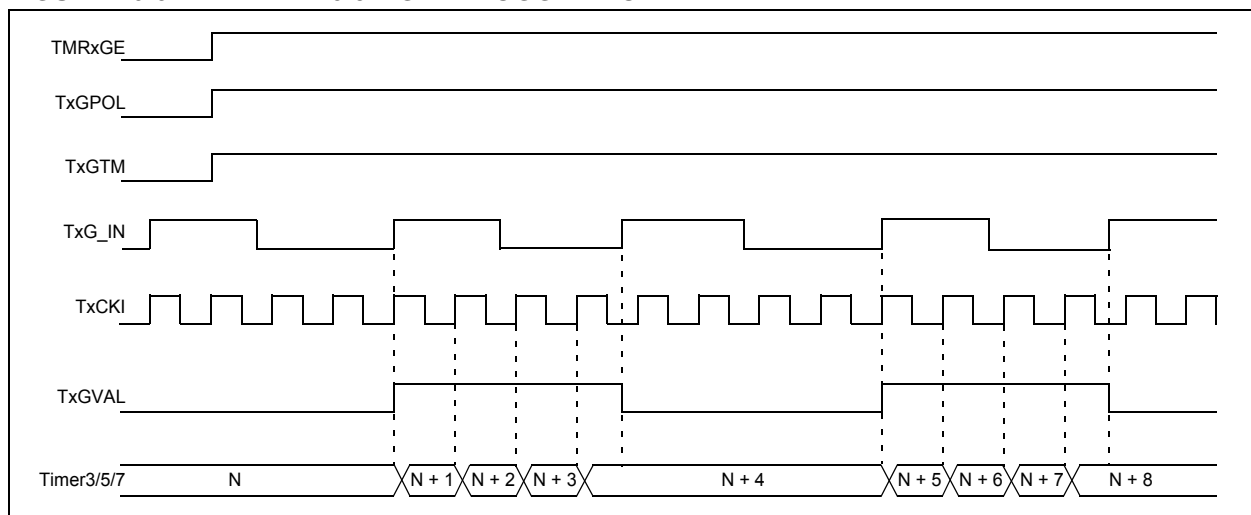 TMRxGE
TxGPOL
TxGTM
TxG_IN
TxCKI
TxGVAL
Timer3/5/7 N N + 1 N + 2 N + 3 N + 4 N + 5 N + 6 N + 7 N + 8